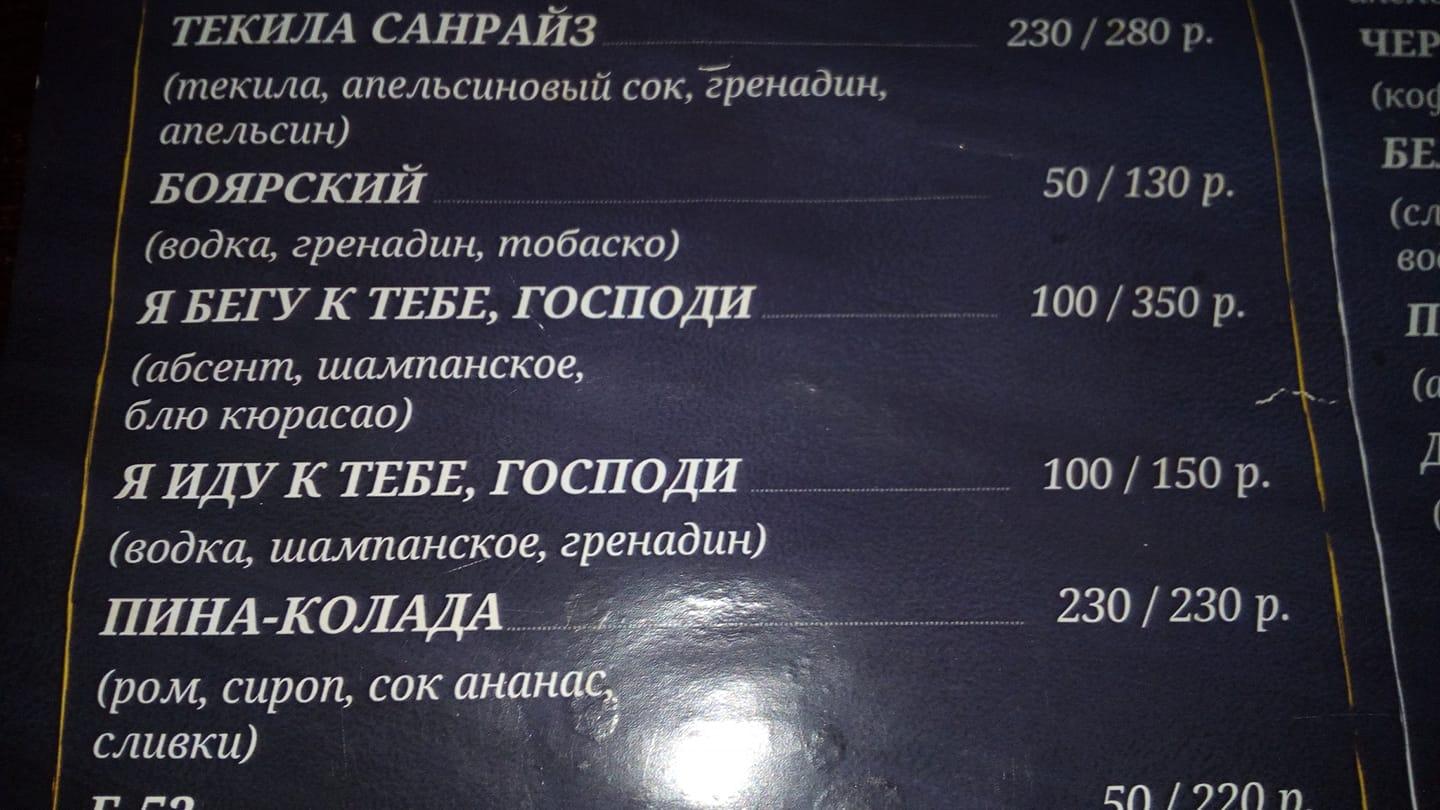 ТЕКИЛА САНРАЙЗ 230 / 280 р.
(текила, апельсиновый сок, гренадин,
апельсин)
БОЯРСКИЙ 50 / 130 р.
(водка, гренадин, тобаско)
Я БЕГУ К ТЕБЕ, ГОСПОДИ 100 / 350 р.
(абсент, шампанское,
блю кюрасао)
Я ИДУ К ТЕБЕ, ГОСПОДИ 100 / 150 р.
(водка, шампанское, гренадин)
ПИНА-КОЛАДА 230 / 230 р.
(ром, сироп, сок ананас,
сливки)
50 / 220 р.